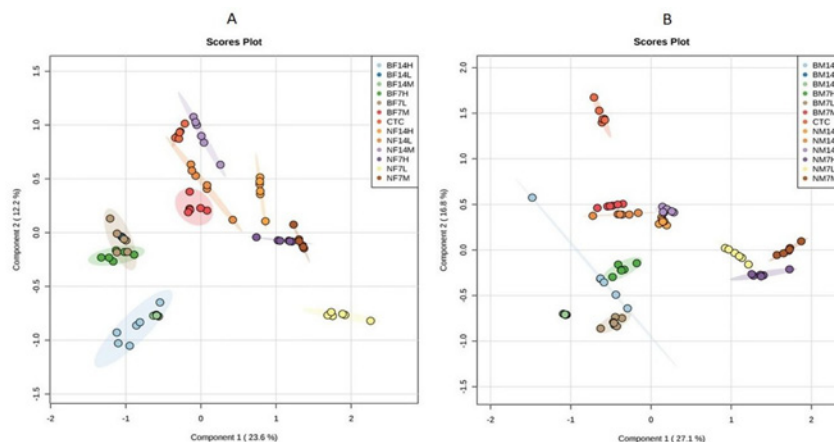 A
B
Scores Plot
BF14H
BF14L
BF14M
BF7H
BF7L
BF7M
CTC
NF14H
NF14L
NF14M
NF7H
NF7L
NF7M
Component 2 ( 12.2 %)
1.5
1.0
0.5
0.0
-0.5
-1.0
-1.5
-2
-1
0
1
2
Component 1 ( 23.6 %)
Scores Plot
BM14
BM14
BM14
BM7H
BM7L
BM7M
CTC
NM14
NM14
NM14
NM7H
NM7L
NM7M
Component 2 ( 16.8 %)
2.0
1.5
1.0
0.5
0.0
-0.5
-1.0
-1.5
-2
-1
0
1
2
Component 1 ( 27.1 %)